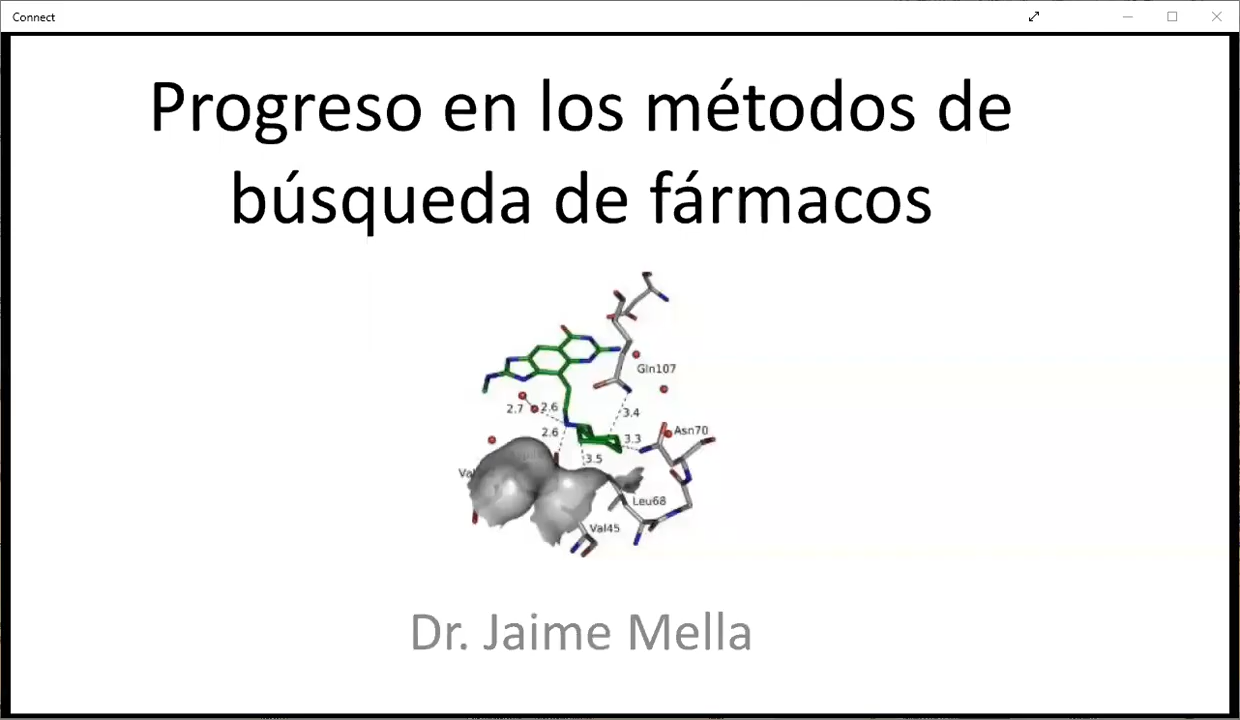 Connect
Progreso en los métodos de
búsqueda de fármacos
Gln107
2.7
2.6
3.4
2.6
3.3
Asn70
3.5
Leu68
Val45
Dr. Jaime Mella